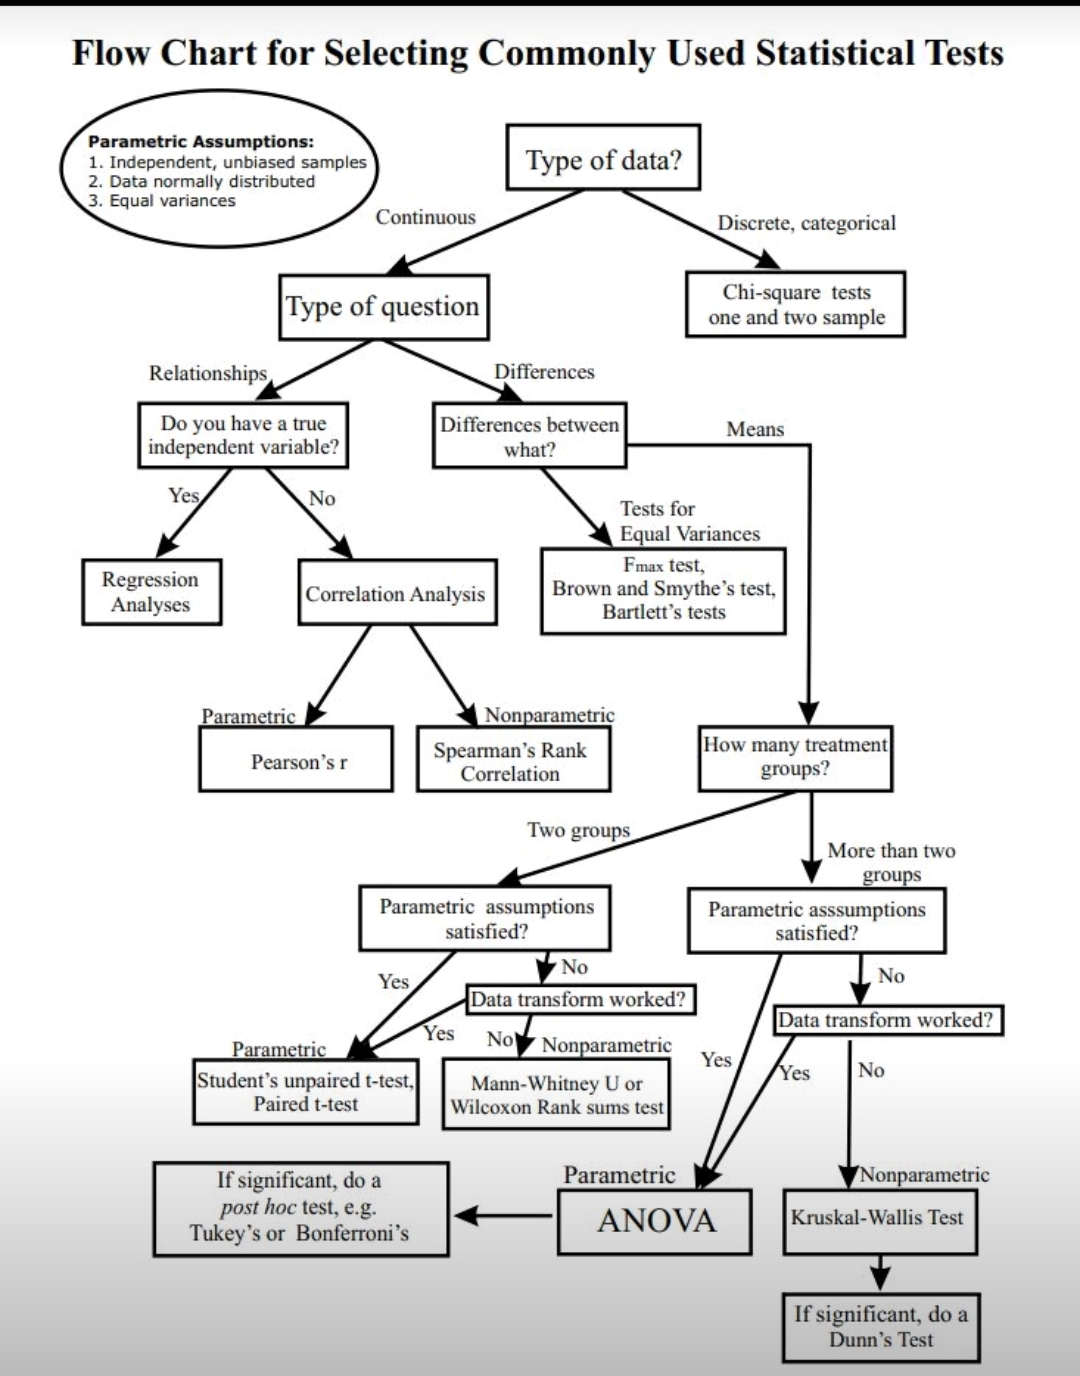 Flow Chart for Selecting Commonly Used Statistical Tests
Parametric Assumptions:
1. Independent, unbiased samples
2. Data normally distributed
3. Equal variances
Type of data?
Continuous
Discrete, categorical
Type of question
Chi-square tests
one and two sample
Relationships
Differences
Do you have a true
independent variable?
Differences between
what?
Means
Yes
No
Tests for
Equal Variances
Regression
Analyses
Correlation Analysis
Fmax test,
Brown and Smythe's test,
Bartlett's tests
Parametric
Nonparametric
Pearson's r
Spearman's Rank
Correlation
How many treatment
groups?
Two groups
More than two
groups
Parametric assumptions
satisfied?
Parametric asssumptions
satisfied?
Yes
No
No
Data transform worked?
Data transform worked?
Yes
No
Parametric
Nonparametric
Yes
Yes
No
Student's unpaired t-test,
Paired t-test
Mann-Whitney U or
Wilcoxon Rank sums test
If significant, do a
post hoc test, e.g.
Tukey's or Bonferroni's
Parametric
ANOVA
Nonparametric
Kruskal-Wallis Test
If significant, do a
Dunn's Test